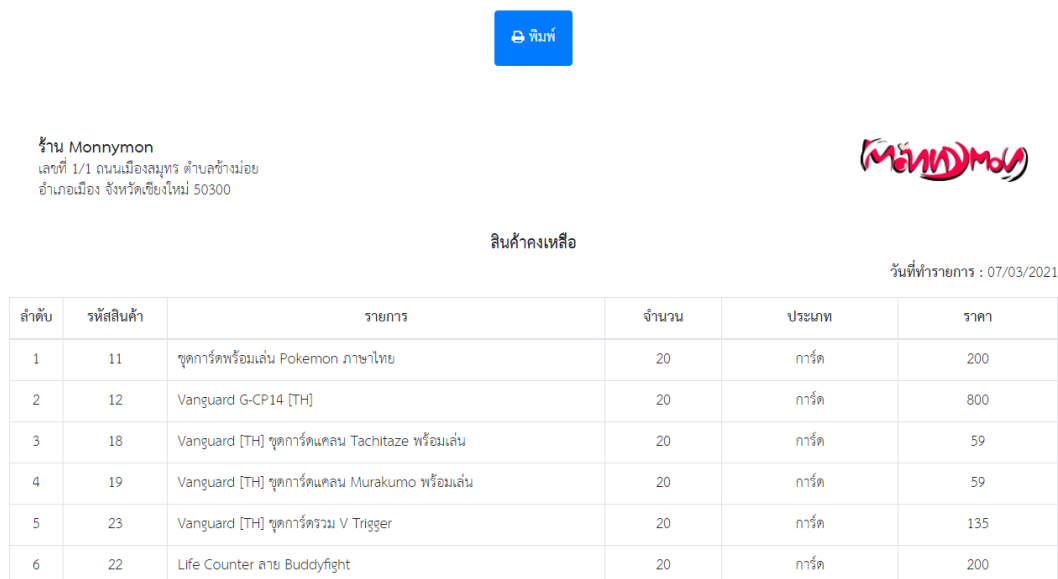 พิมพ์
ร้าน Monnymon
เลขที่ 1/1 ถนนเมืองสมุทร ตำบลช้างม่อย
อำเภอเมือง จังหวัดเชียงใหม่ 50300
มอนนี่MON
สินค้าคงเหลือ
วันที่ทำรายการ : 07/03/2021
ลำดับ รหัสสินค้า รายการ จำนวน ประเภท ราคา
1 11 ชุดการ์ดพร้อมเล่น Pokemon ภาษาไทย 20 การ์ด 200
2 12 Vanguard G-CP14 [TH] 20 การ์ด 800
3 18 Vanguard [TH] ชุดการ์ดแคลน Tachitaze พร้อมเล่น 20 การ์ด 59
4 19 Vanguard [TH] ชุดการ์ดแคลน Murakumo พร้อมเล่น 20 การ์ด 59
5 23 Vanguard [TH] ชุดการ์ดรวม V Trigger 20 การ์ด 135
6 22 Life Counter ลาย Buddyfight 20 การ์ด 200